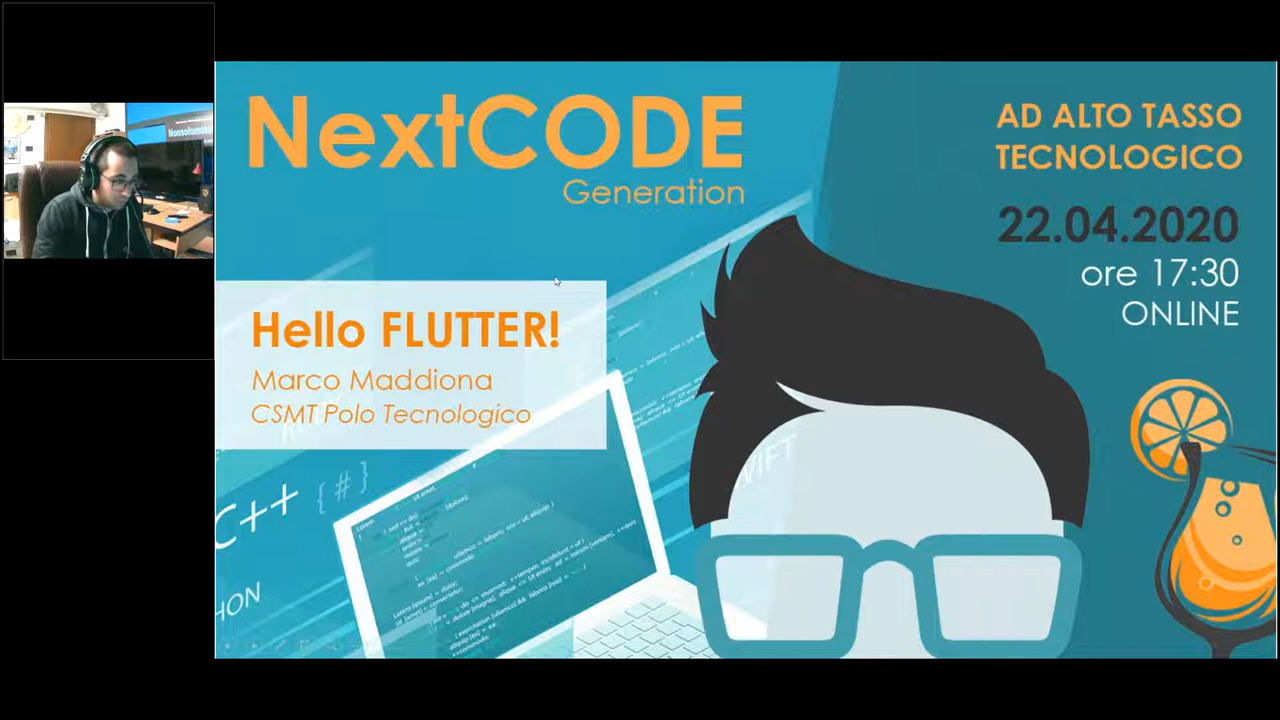 NextCODE
Generation
AD ALTO TASSO
TECNOLOGICO
22.04.2020
ore 17:30
ONLINE
Hello FLUTTER!
Marco Maddiona
CSMT Polo Tecnologico
C++ {#}
HON